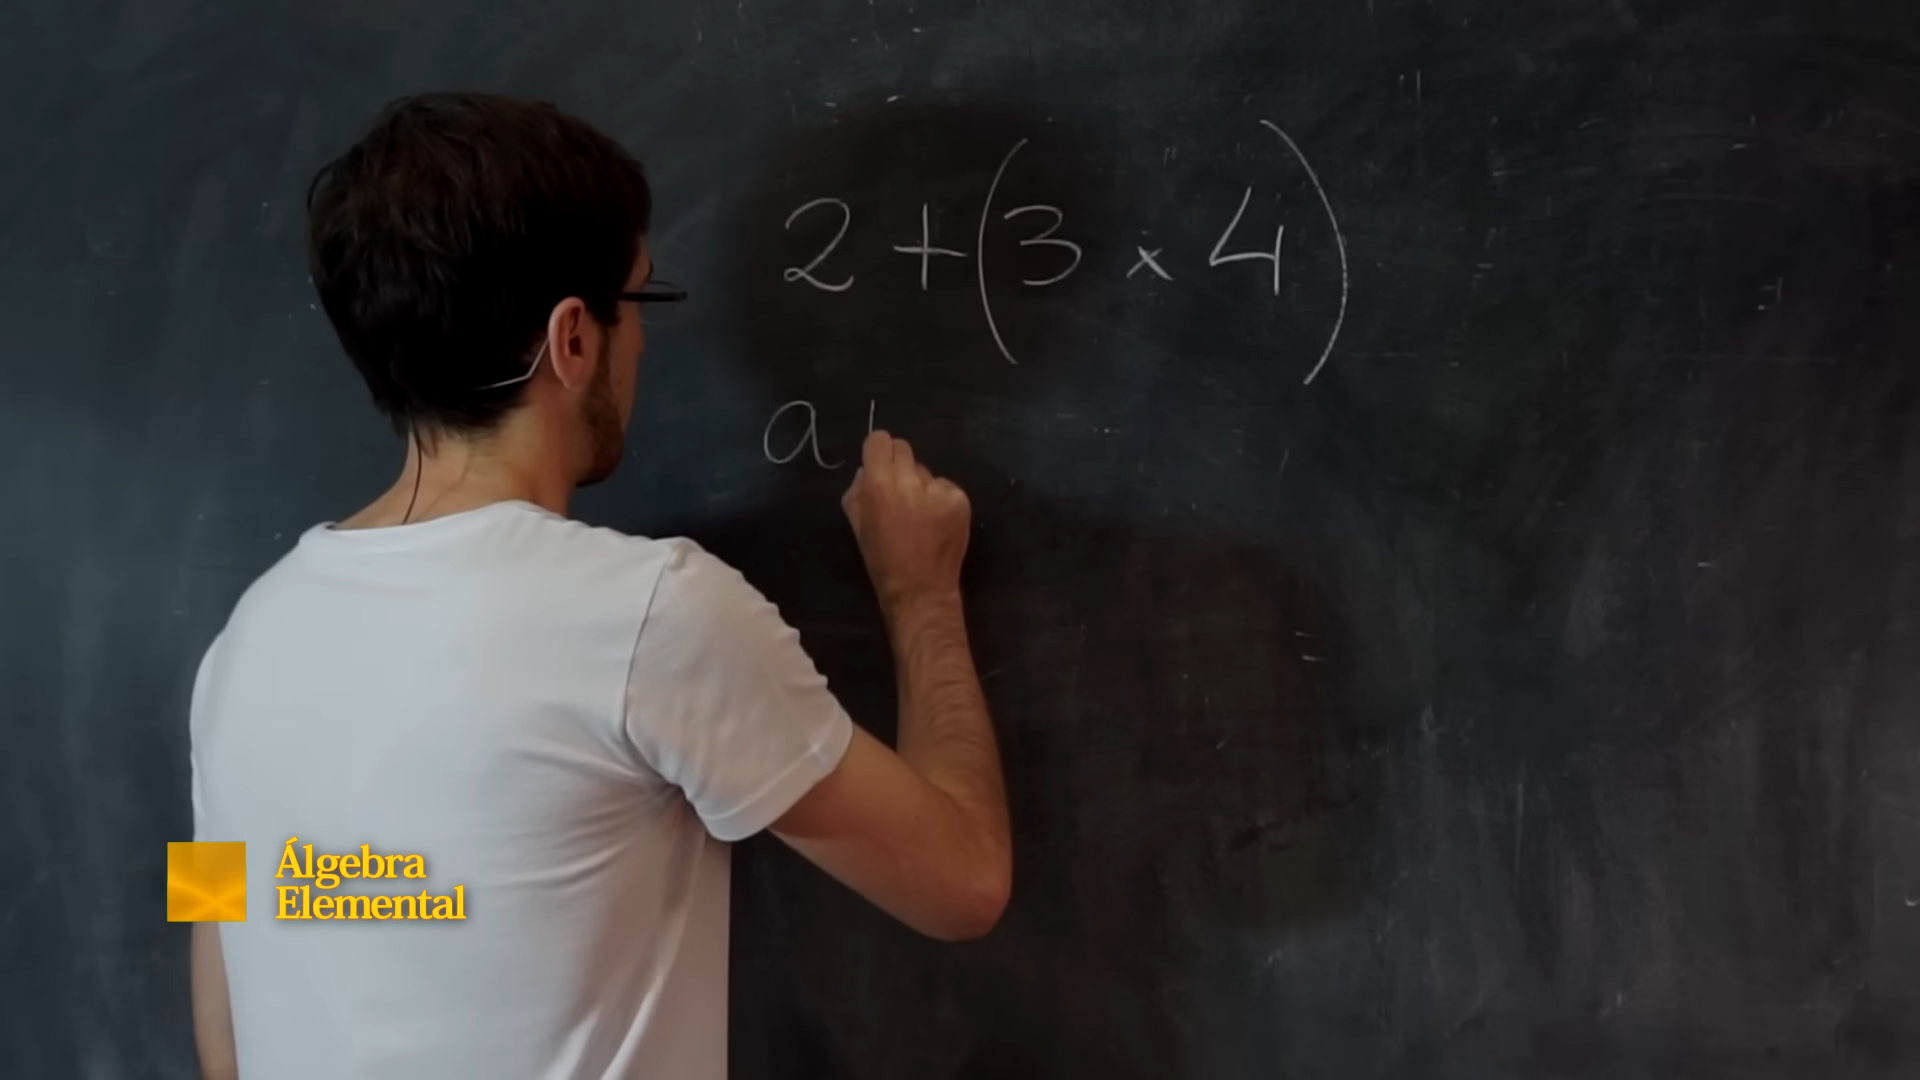 2 + (3 × 4)
a
Álgebra
Elemental